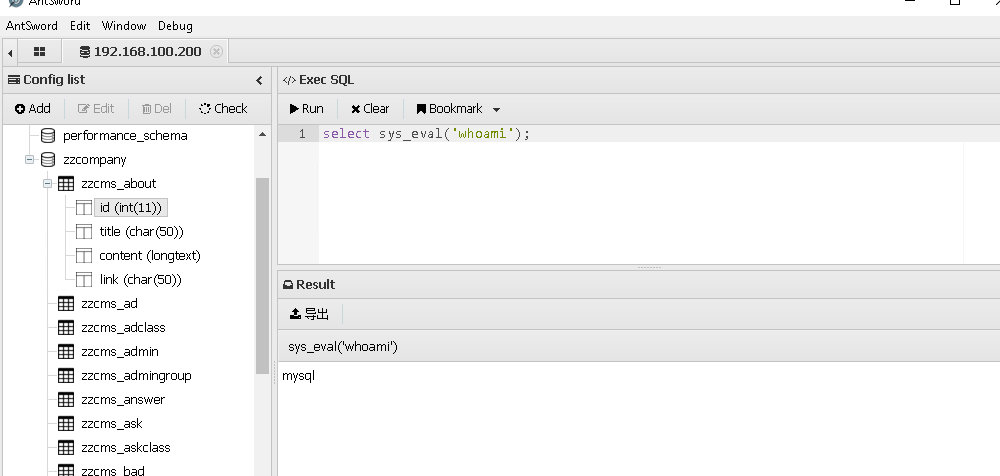 AntSword
AntSword Edit Window Debug
192.168.100.200
Config list
Add Edit Del Check
performance_schema
zzcompany
zzcms_about
id (int(11))
title (char(50))
content (longtext)
link (char(50))
zzcms_ad
zzcms_adclass
zzcms_admin
zzcms_admingroup
zzcms_answer
zzcms_ask
zzcms_askclass
zzcms_bad
</> Exec SQL
Run Clear Bookmark
1 select sys_eval('whoami');
Result
导出
sys_eval('whoami')
mysql